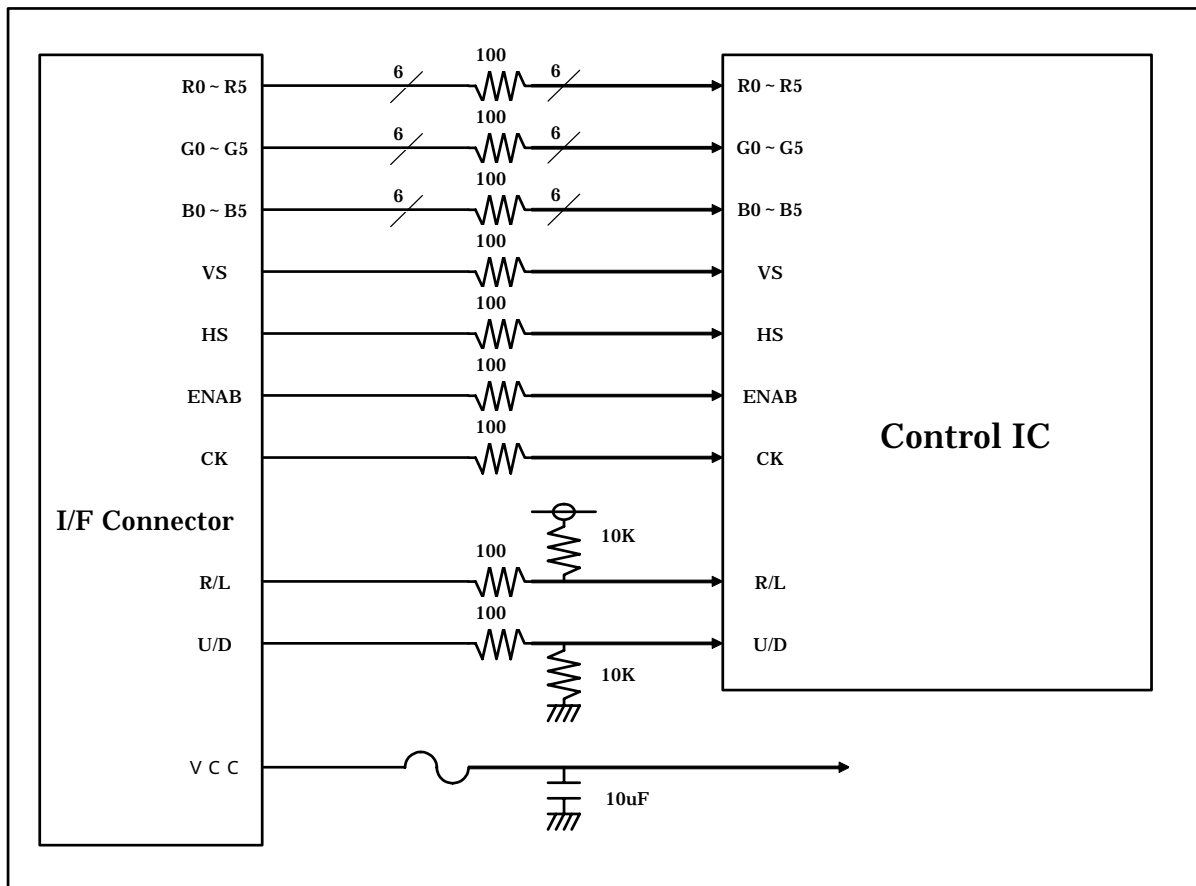 100
R0 ~ R5 6 6 R0 ~ R5
100
G0 ~ G5 6 6 G0 ~ G5
100
B0 ~ B5 6 6 B0 ~ B5
100
VS VS
100
HS HS
100
ENAB ENAB
100
CK CK
Control IC
I/F Connector
10K
100
R/L R/L
100
U/D U/D
10K
VCC
10uF